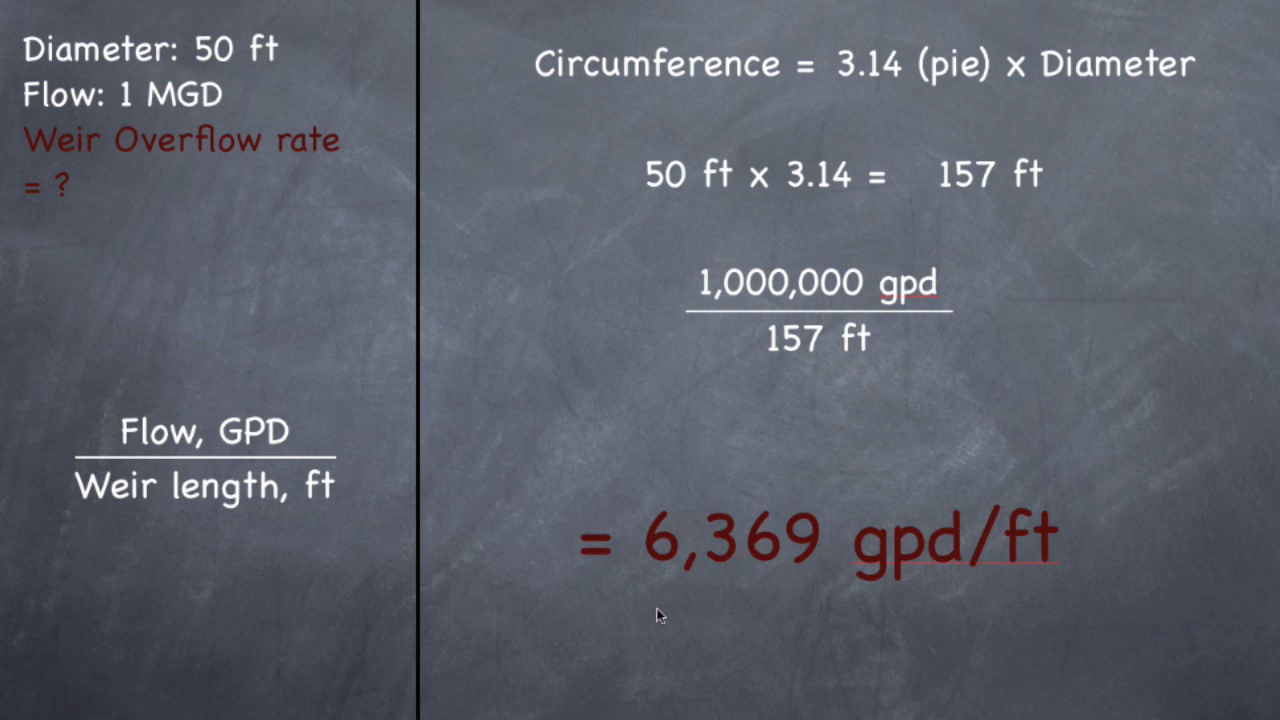 Diameter: 50 ft
Flow: 1 MGD
Weir Overflow rate
= ?
Flow, GPD
Weir length, ft
Circumference = 3.14 (pie) x Diameter
50 ft x 3.14 = 157 ft
1,000,000 gpd
157 ft
= 6,369 gpd/ft